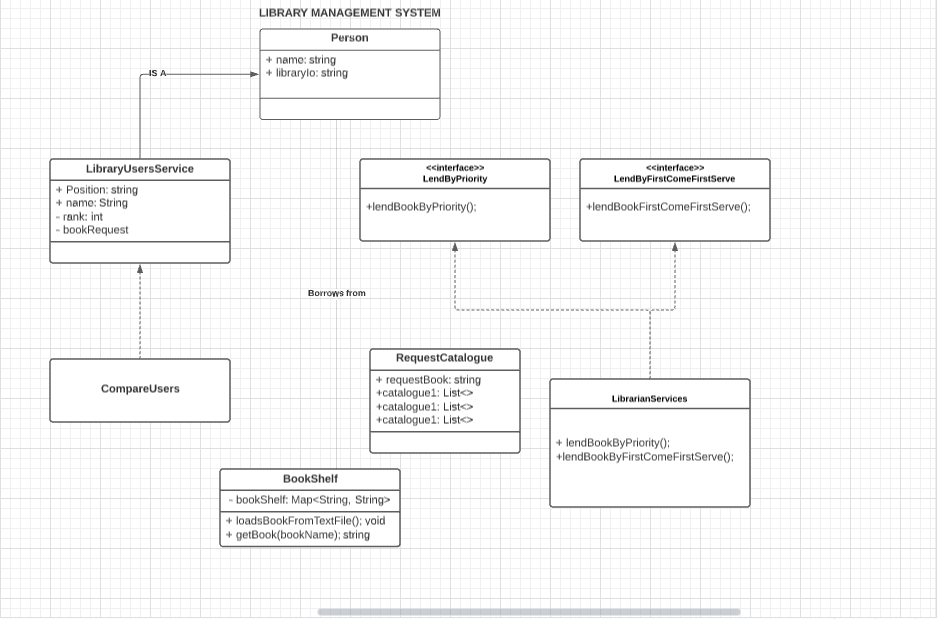 LIBRARY MANAGEMENT SYSTEM
Person
+ name: string
+ libraryIo: string
IS A
LibraryUsersService
+ Position: string
+ name: String
- rank: int
- bookRequest
<<interface>>
LendByPriority
+lendBookByPriority();
<<interface>>
LendByFirstComeFirstServe
+lendBookFirstComeFirstServe();
Borrows from
CompareUsers
RequestCatalogue
+ requestBook: string
+catalogue1: List<>
+catalogue1: List<>
+catalogue1: List<>
LibrarianServices
+ lendBookByPriority();
+lendBookByFirstComeFirstServe();
BookShelf
- bookShelf: Map<String, String>
+ loadsBookFromTextFile(); void
+ getBook(bookName); string